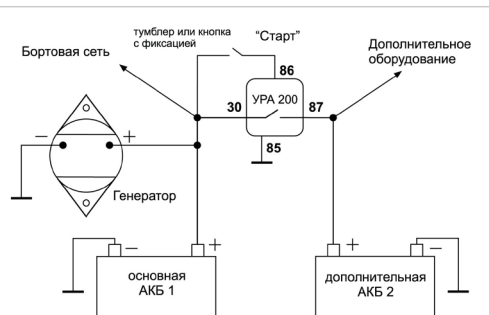 тумблер или кнопка
с фиксацией
"Старт"
Бортовая сеть
Дополнительное
оборудование
86
30
УРА 200
87
85
−
+
Генератор
−
+
основная
АКБ 1
+
−
дополнительная
АКБ 2